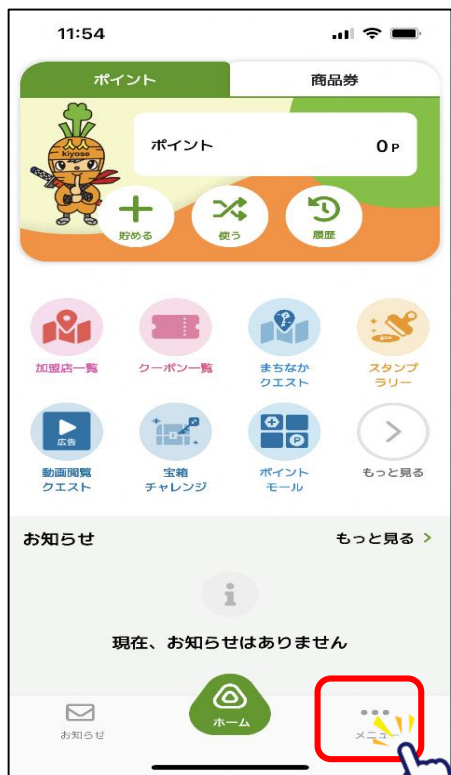 11:54
ポイント
商品券
kiyose
ポイント
0 P
貯める
使う
履歴
加盟店一覧
クーポン一覧
まちなか
クエスト
スタンプ
ラリー
広告
動画閲覧
クエスト
宝箱
チャレンジ
P
ポイント
モール
もっと見る
お知らせ
もっと見る
現在、お知らせはありません
お知らせ
ホーム
メニュー